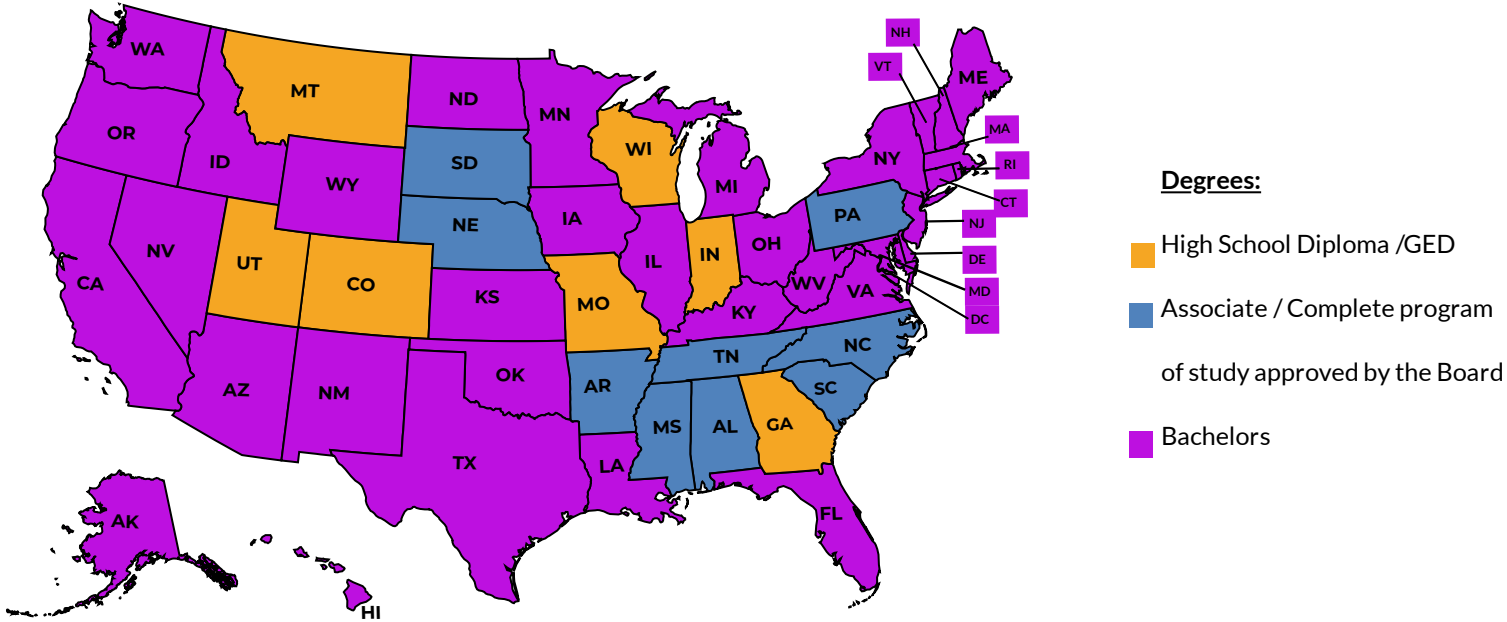 WA
MT
ND
MN
OR
ID
WY
SD
WI
MI
NY
ME
NH
VT
MA
RI
CT
NJ
DE
MD
DC
NV
CA
UT
CO
NE
IA
KS
MO
IL
IN
OH
PA
WV
VA
KY
AZ
NM
OK
AR
TN
NC
SC
MS
AL
GA
TX
LA
FL
AK
HI
Degrees:
High School Diploma /GED
Associate / Complete program
of study approved by the Board
Bachelors